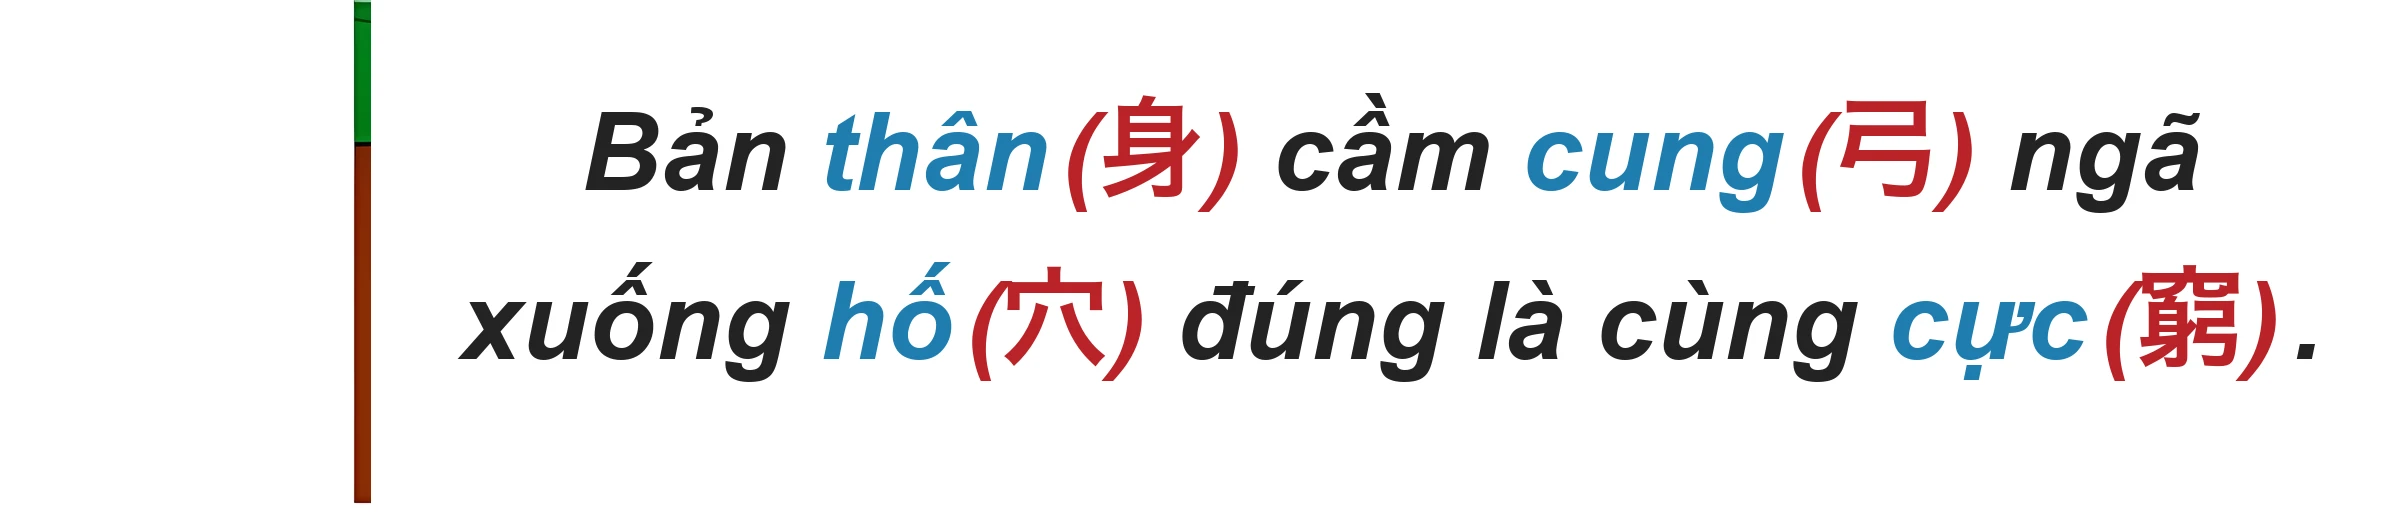 Bản thân(身) cầm cung(弓) ngã
xuống hố(穴) đúng là cùng cực(窮).